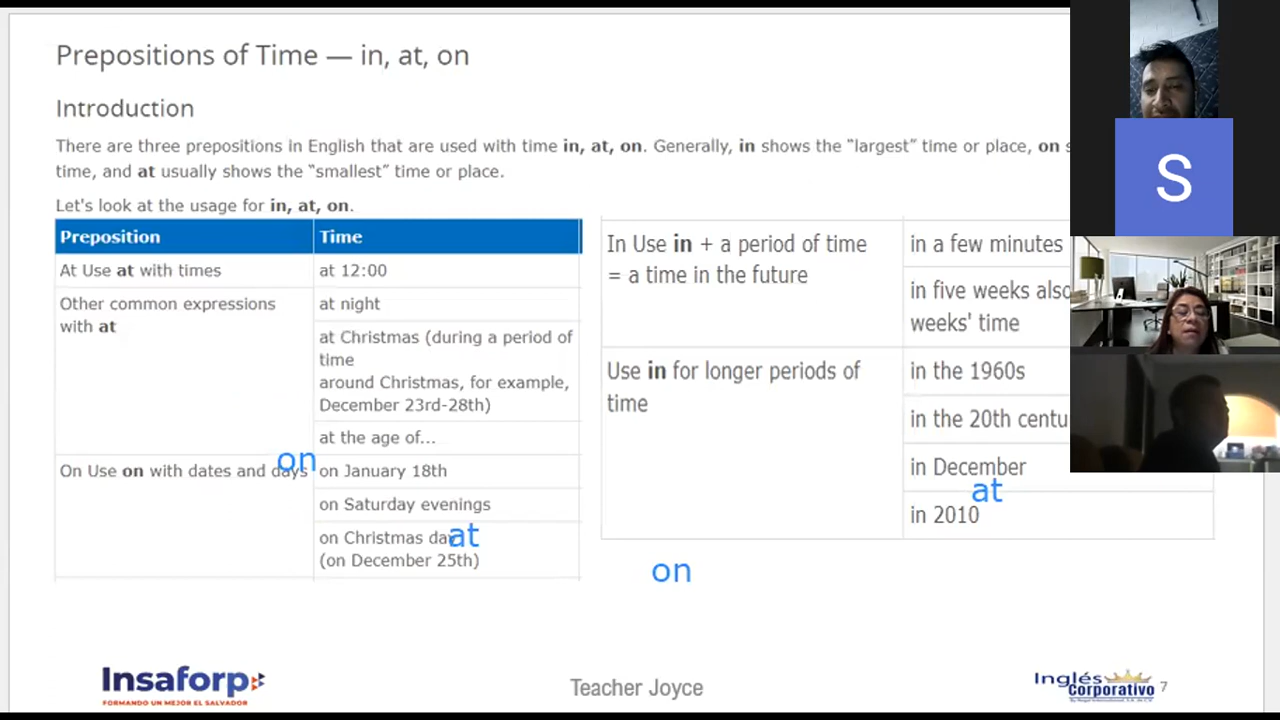 Prepositions of Time — in, at, on
Introduction
There are three prepositions in English that are used with time in, at, on. Generally, in shows the “largest” time or place, on
time, and at usually shows the “smallest” time or place.
Let's look at the usage for in, at, on.
Preposition Time
At Use at with times at 12:00
Other common expressions
with at
at night
at Christmas (during a period of
time
around Christmas, for example,
December 23rd-28th)
at the age of...
On Use on with dates and days on January 18th
on Saturday evenings
on Christmas day
(on December 25th)
on
at
In Use in + a period of time
= a time in the future
in a few minutes
in five weeks also
weeks' time
Use in for longer periods of
time
in the 1960s
in the 20th
in December
in 2010
at
on
S
Insaforp
FORMANDO UN MEJOR EL SALVADOR
Teacher Joyce
Inglés
Corporativo
7